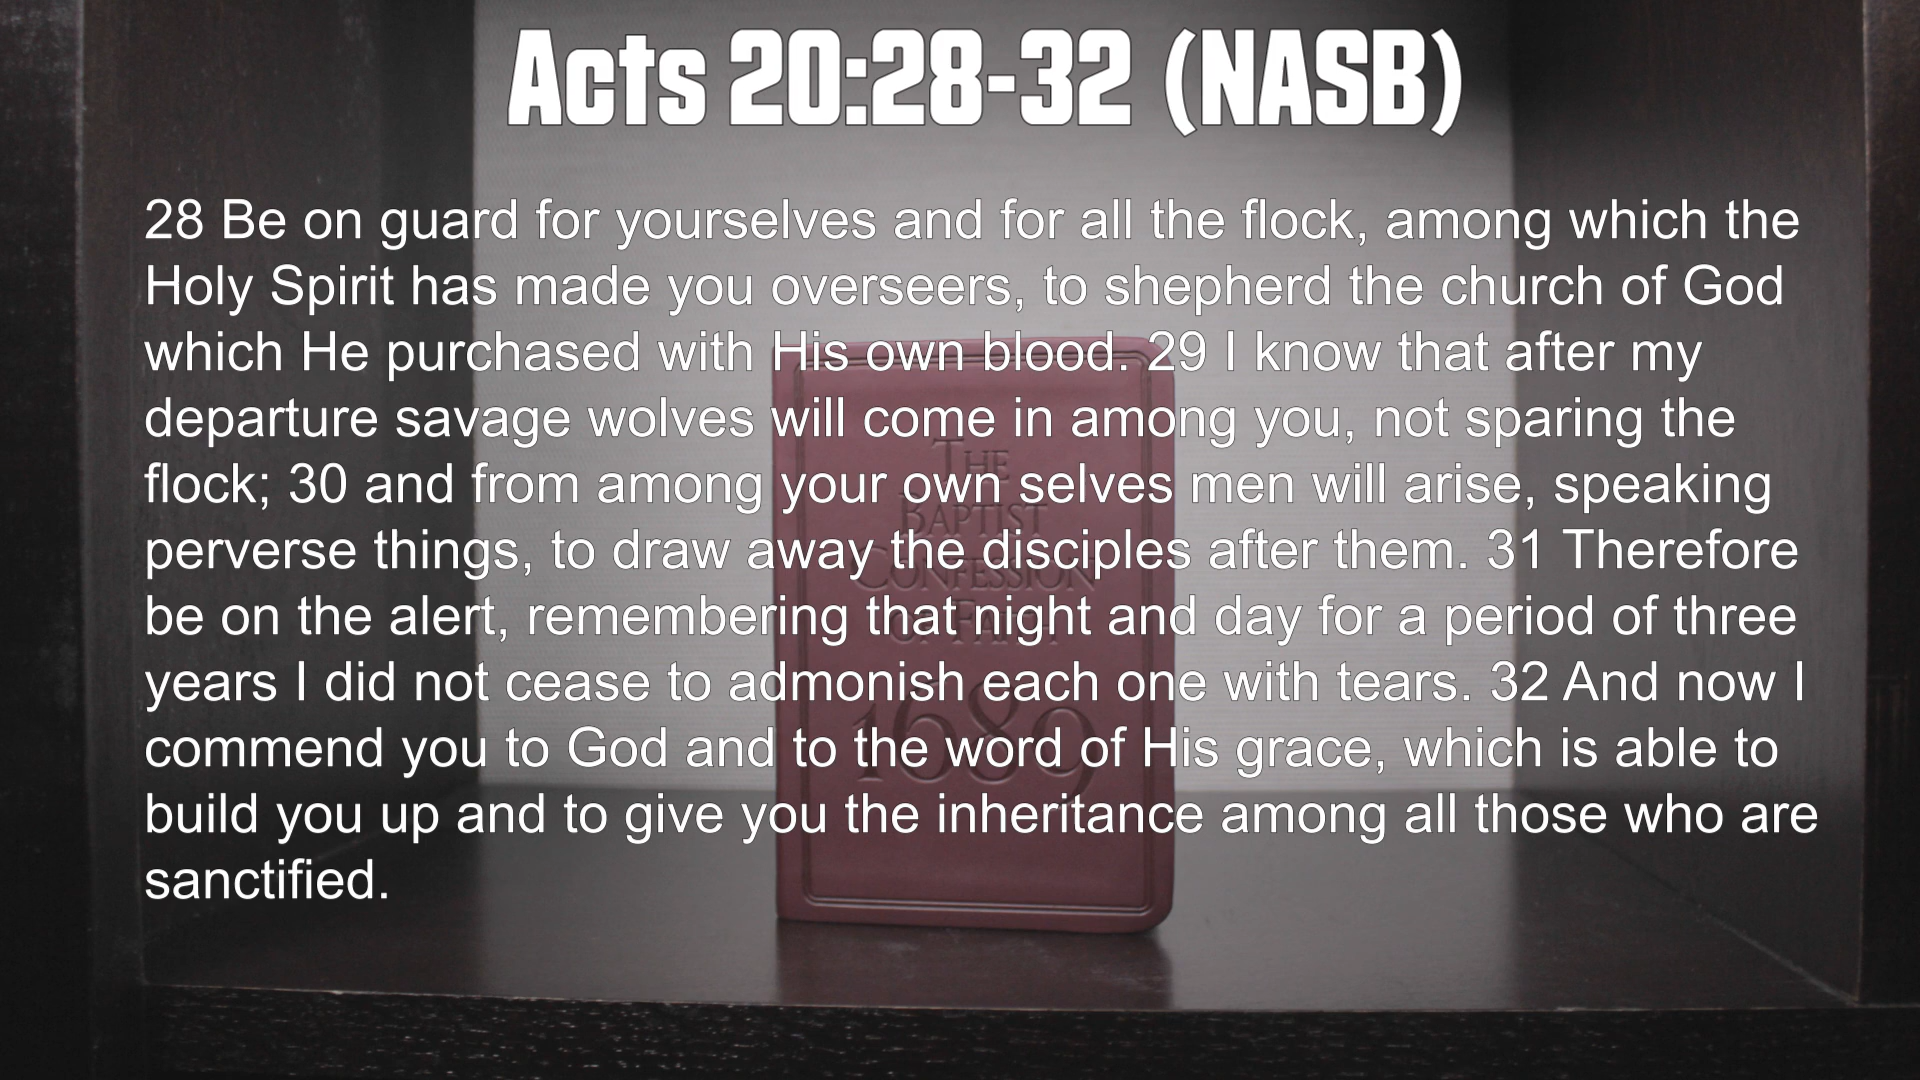 Acts 20:28-32 (NASB)
28 Be on guard for yourselves and for all the flock, among which the
Holy Spirit has made you overseers, to shepherd the church of God
which He purchased with His own blood. 29 I know that after my
departure savage wolves will come in among you, not sparing the
flock; 30 and from among your own selves men will arise, speaking
perverse things, to draw away the disciples after them. 31 Therefore
be on the alert, remembering that night and day for a period of three
years I did not cease to admonish each one with tears. 32 And now I
commend you to God and to the word of His grace, which is able to
build you up and to give you the inheritance among all those who are
sanctified.
THE
BAPTIST
CONFESSION
OF FAITH
1689